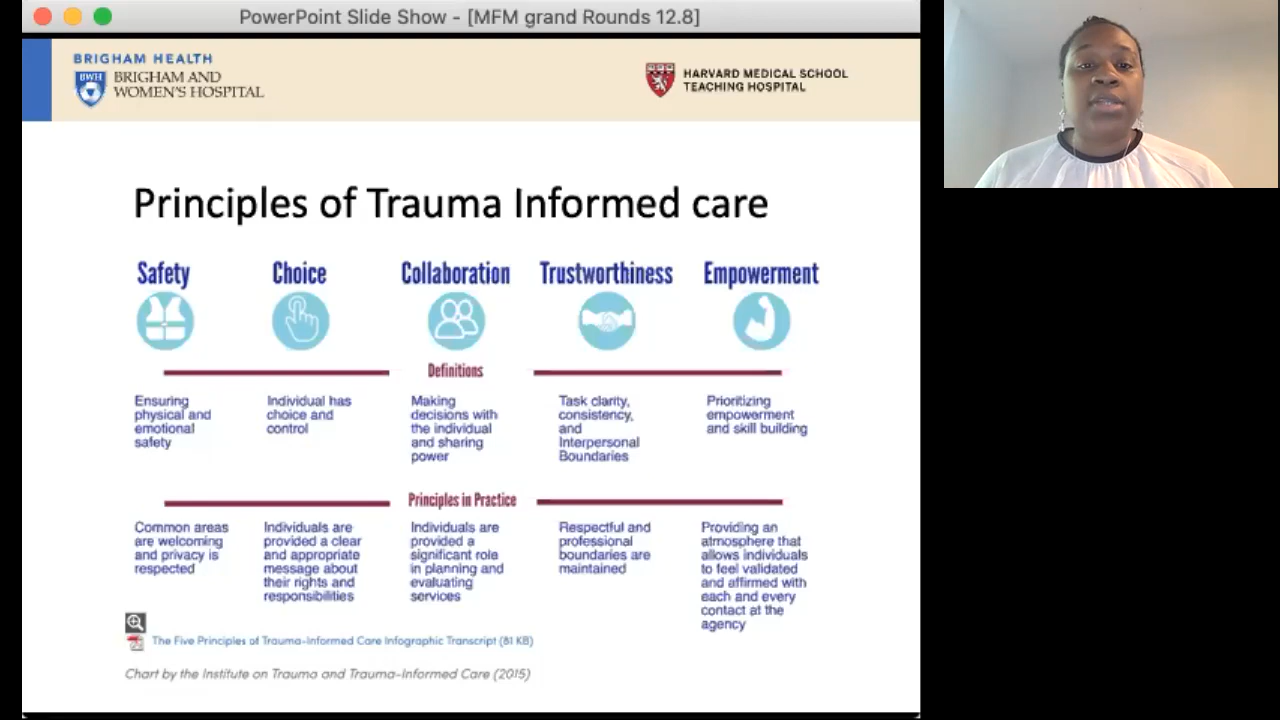 PowerPoint Slide Show - [MFM grand Rounds 12.8]
BRIGHAM HEALTH
BWH
BRIGHAM AND
WOMEN'S HOSPITAL
HARVARD MEDICAL SCHOOL
TEACHING HOSPITAL
Principles of Trauma Informed care
Safety
Choice
Collaboration
Trustworthiness
Empowerment
Definitions
Ensuring
physical and
emotional
safety
Individual has
choice and
control
Making
decisions with
the individual
and sharing
power
Task clarity,
consistency,
and
Interpersonal
Boundaries
Prioritizing
empowerment
and skill building
Principles in Practice
Common areas
are welcoming
and privacy is
respected
Individuals are
provided a clear
and appropriate
message about
their rights and
responsibilities
Individuals are
provided a
significant role
in planning and
evaluating
services
Respectful and
professional
boundaries are
maintained
Providing an
atmosphere that
allows individuals
to feel validated
and affirmed with
each and every
contact at the
agency
The Five Principles of Trauma-Informed Care Infographic Transcript (81 KB)
Chart by the Institute on Trauma and Trauma-Informed Care (2015)